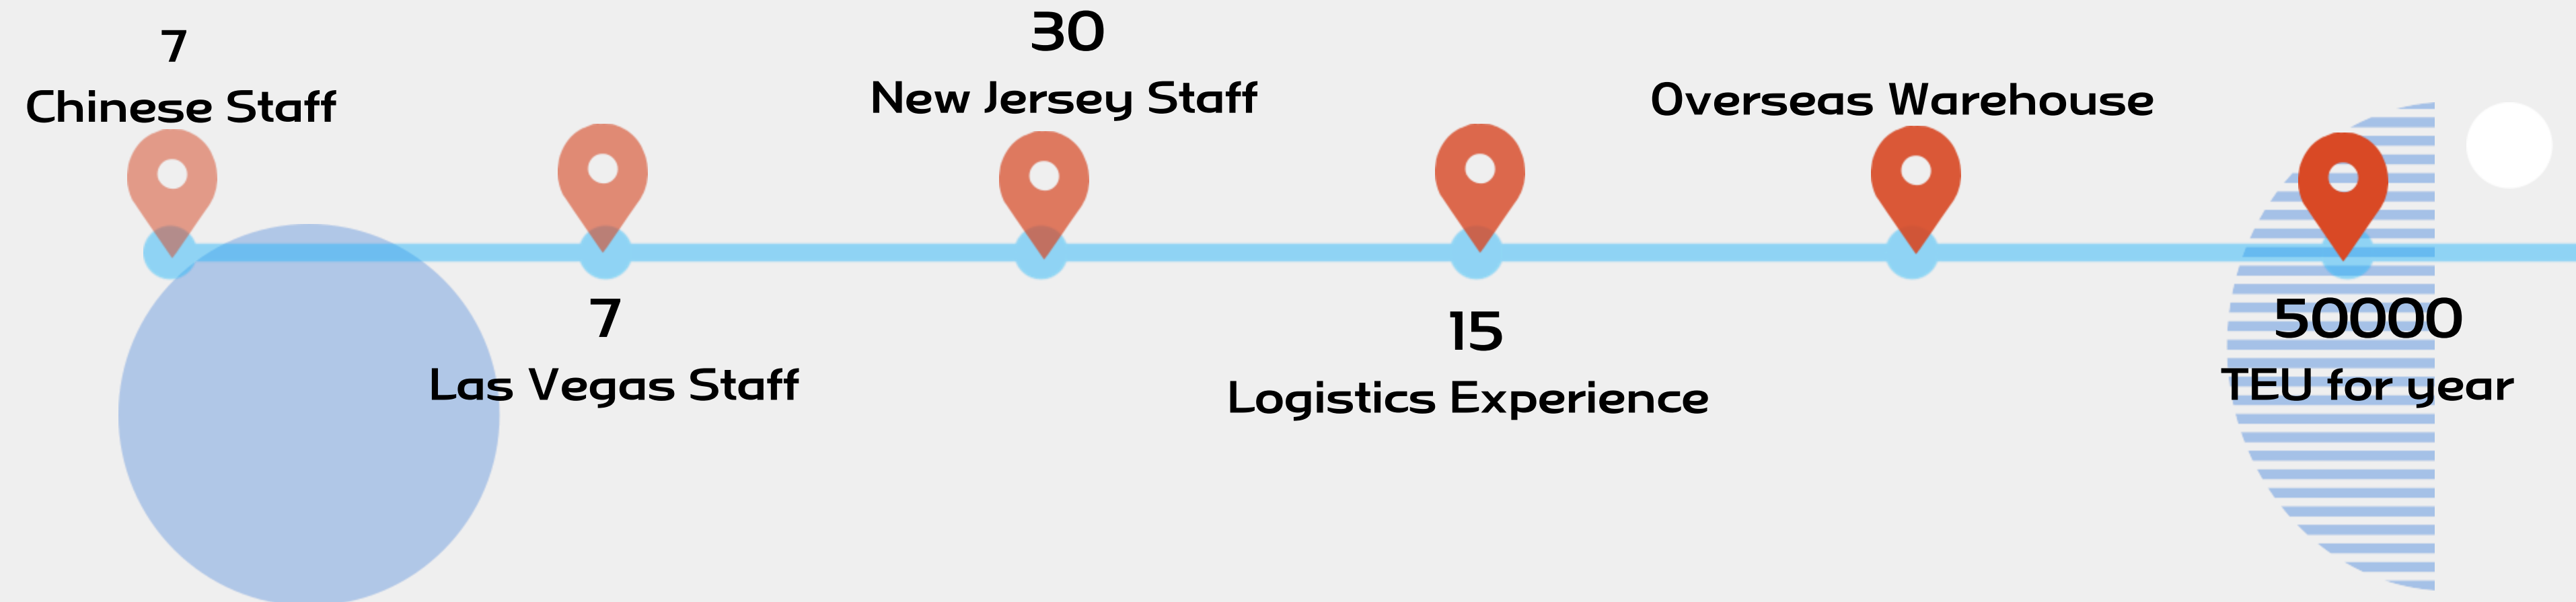 7
Chinese Staff
7
Las Vegas Staff
30
New Jersey Staff
15
Logistics Experience
Overseas Warehouse
50000
TEU for year